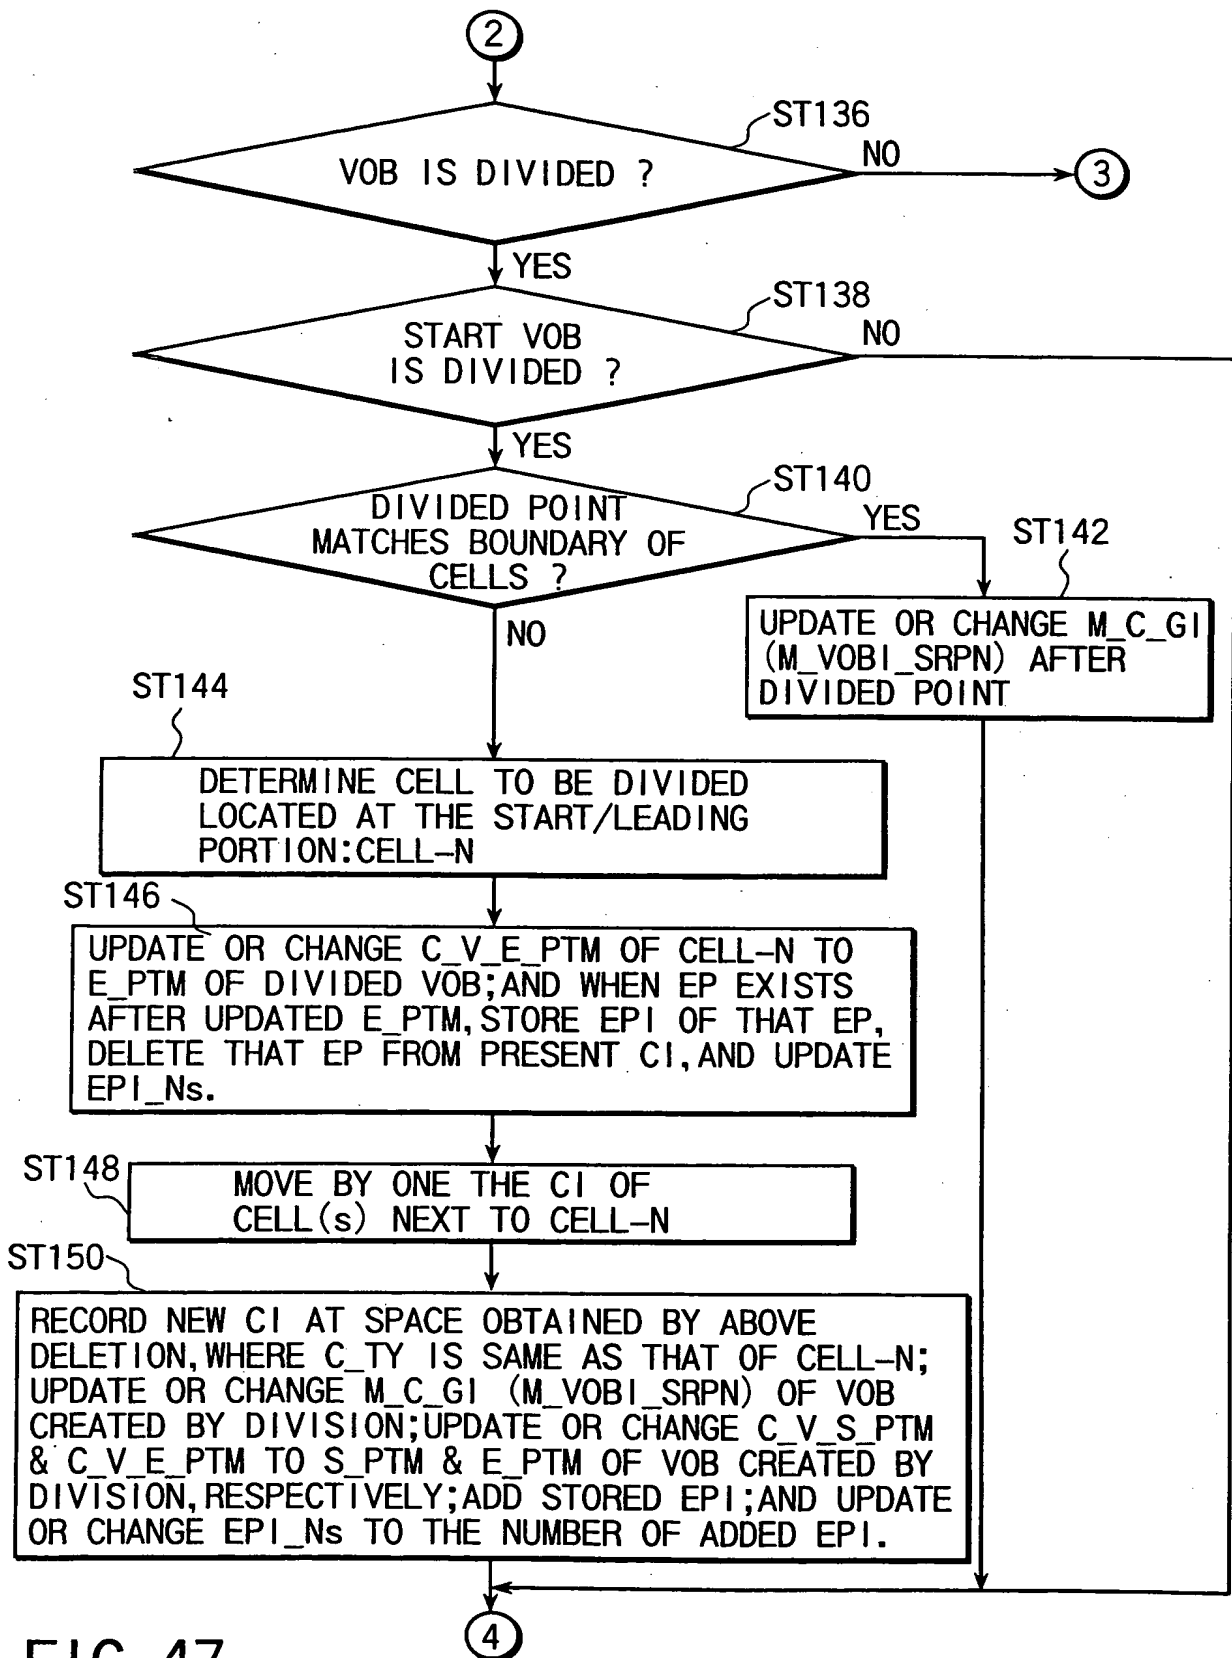 2
ST136
VOB IS DIVIDED ?
NO
3
YES
ST138
START VOB
IS DIVIDED ?
NO
YES
ST140
DIVIDED POINT
MATCHES BOUNDARY OF
CELLS ?
YES
ST142
NO
UPDATE OR CHANGE M_C_GI
(M_VOBI_SRPN) AFTER
DIVIDED POINT
ST144
DETERMINE CELL TO BE DIVIDED
LOCATED AT THE START/LEADING
PORTION:CELL-N
ST146
UPDATE OR CHANGE C_V_E_PTM OF CELL-N TO
E_PTM OF DIVIDED VOB;AND WHEN EP EXISTS
AFTER UPDATED E_PTM,STORE EPI OF THAT EP,
DELETE THAT EP FROM PRESENT CI,AND UPDATE
EPI_Ns.
ST148
MOVE BY ONE THE CI OF
CELL(s) NEXT TO CELL-N
ST150
RECORD NEW CI AT SPACE OBTAINED BY ABOVE
DELETION,WHERE C_TY IS SAME AS THAT OF CELL-N;
UPDATE OR CHANGE M_C_GI (M_VOBI_SRPN) OF VOB
CREATED BY DIVISION;UPDATE OR CHANGE C_V_S_PTM
& C_V_E_PTM TO S_PTM & E_PTM OF VOB CREATED BY
DIVISION,RESPECTIVELY;ADD STORED EPI;AND UPDATE
OR CHANGE EPI_Ns TO THE NUMBER OF ADDED EPI.
4
FIG. 47